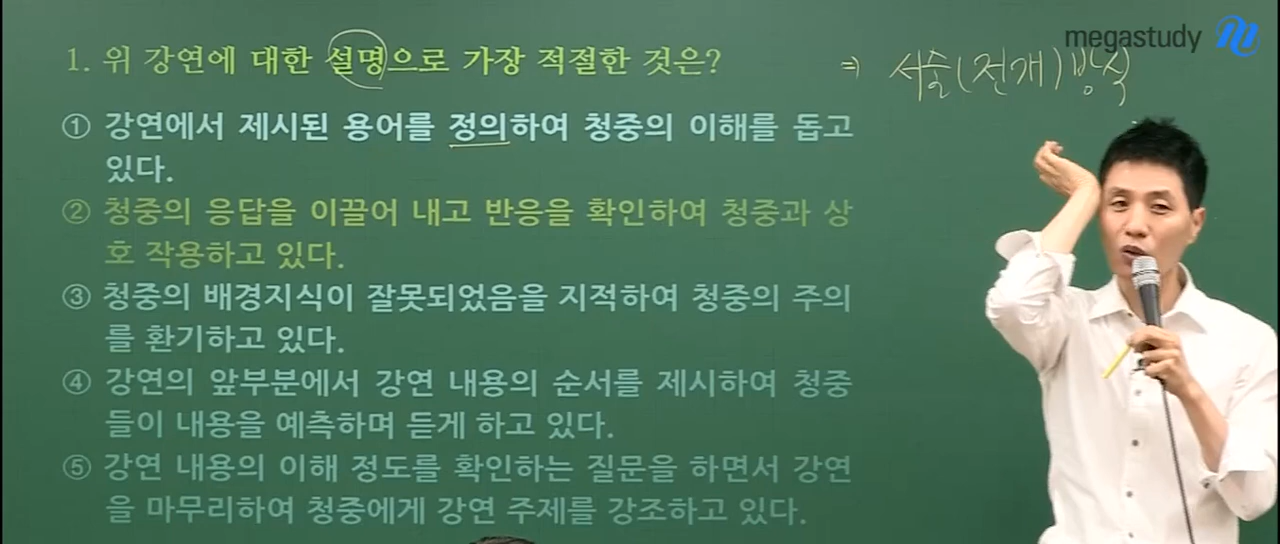 megastudy
1. 위 강연에 대한 설명으로 가장 적절한 것은?
⇒ 서술(전개)방식
① 강연에서 제시된 용어를 정의하여 청중의 이해를 돕고
있다.
② 청중의 응답을 이끌어 내고 반응을 확인하여 청중과 상
호 작용하고 있다.
③ 청중의 배경지식이 잘못되었음을 지적하여 청중의 주의
를 환기하고 있다.
④ 강연의 앞부분에서 강연 내용의 순서를 제시하여 청중
들이 내용을 예측하며 듣게 하고 있다.
⑤ 강연 내용의 이해 정도를 확인하는 질문을 하면서 강연
을 마무리하여 청중에게 강연 주제를 강조하고 있다.